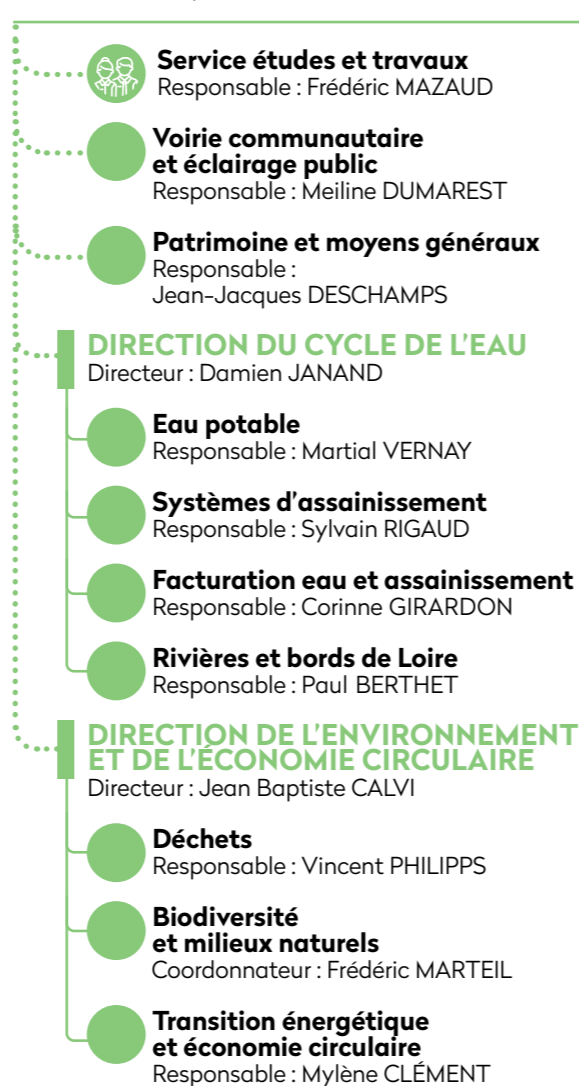 Service études et travaux
Responsable : Frédéric MAZAUD
Voirie communautaire
et éclairage public
Responsable : Meiline DUMAREST
Patrimoine et moyens généraux
Responsable :
Jean-Jacques DESCHAMPS
DIRECTION DU CYCLE DE L'EAU
Directeur : Damien JANAND
Eau potable
Responsable : Martial VERNAY
Systèmes d'assainissement
Responsable : Sylvain RIGAUD
Facturation eau et assainissement
Responsable : Corinne GIRARDON
Rivières et bords de Loire
Responsable : Paul BERTHET
DIRECTION DE L'ENVIRONNEMENT
ET DE L'ÉCONOMIE CIRCULAIRE
Directeur : Jean Baptiste CALVI
Déchets
Responsable : Vincent PHILIPPS
Biodiversité
et milieux naturels
Coordonnateur : Frédéric MARTEIL
Transition énergétique
et économie circulaire
Responsable : Mylène CLÉMENT